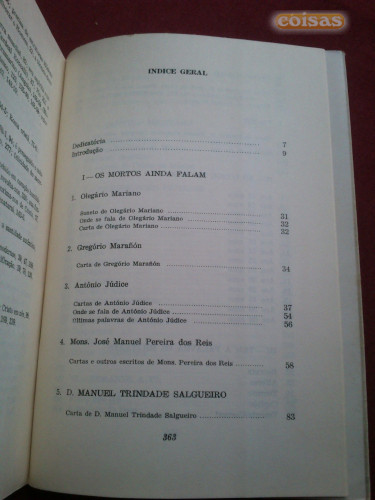 coisas
ÍNDICE GERAL
Dedicatória 7
Introdução 9
I — OS MORTOS AINDA FALAM
1. Olegário Mariano
Soneto de Olegário Mariano 31
Onde se fala de Olegário Mariano 32
Carta de Olegário Mariano 32
2. Gregório Marañón
Carta de Gregório Marañón 34
3. António Júdice
Cartas de António Júdice 37
Onde se fala de António Júdice 54
Últimas palavras de António Júdice 56
4. Mons. José Manuel Pereira dos Reis
Cartas e outros escritos de Mons. Pereira dos Reis 58
5. D. MANUEL TRINDADE SALGUEIRO
Carta de D. Manuel Trindade Salgueiro 83
363